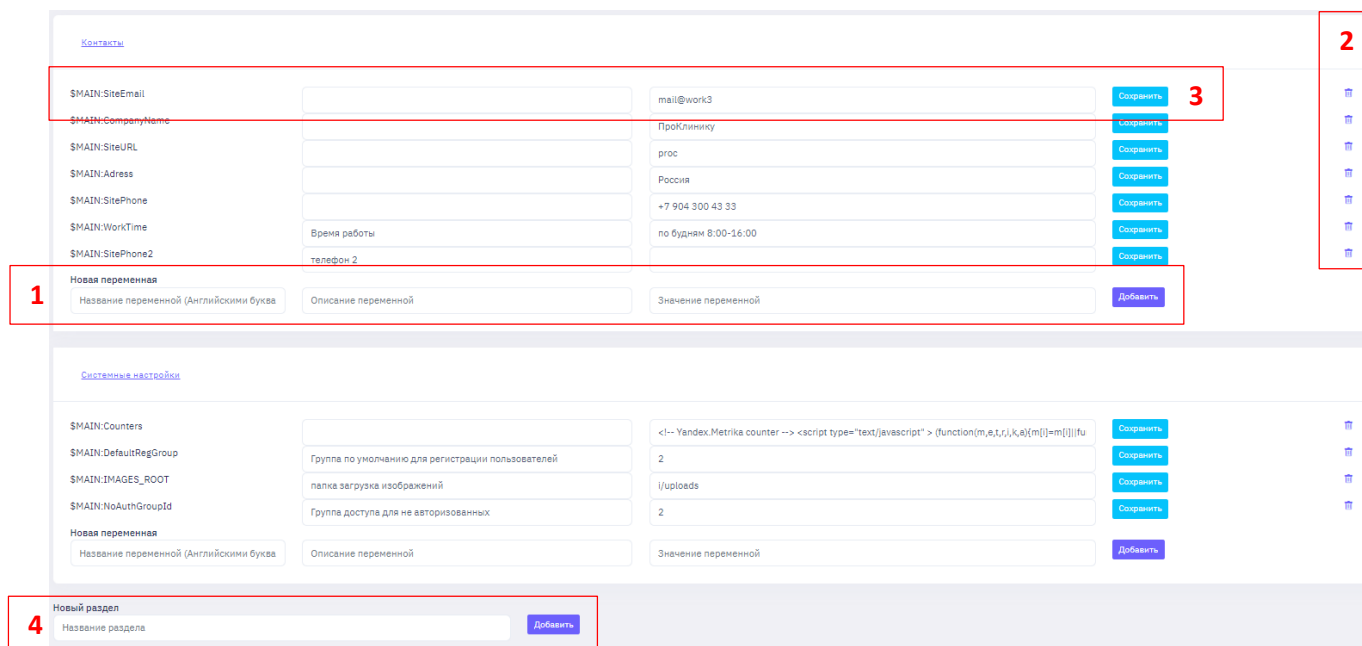 Контакты
2
$MAIN:SiteEmail mail@work3 Сохранить 3
$MAIN:CompanyName ПроКлинику Сохранить
$MAIN:SiteURL proc Сохранить
$MAIN:Adress Россия Сохранить
$MAIN:SitePhone +7 904 300 43 33 Сохранить
$MAIN:WorkTime Время работы по будням 8:00-16:00 Сохранить
$MAIN:SitePhone2 телефон 2 Сохранить
Новая переменная
1 Название переменной (Английскими буква Описание переменной Значение переменной Добавить
Системные настройки
$MAIN:Counters <!-- Yandex.Metrika counter --> <script type="text/javascript" > (function(m,e,t,r,i,k,a){m[i]=m[i]||fu Сохранить
$MAIN:DefaultRegGroup Группа по умолчанию для регистрации пользователей 2 Сохранить
$MAIN:IMAGES_ROOT папка загрузка изображений i/uploads Сохранить
$MAIN:NoAuthGroupId Группа доступа для не авторизованных 2 Сохранить
Новая переменная
Название переменной (Английскими буква Описание переменной Значение переменной Добавить
Новый раздел
4 Название раздела Добавить